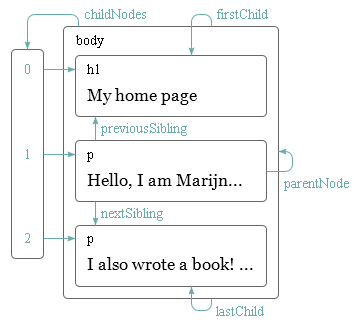 childNodes
firstChild
body
0
h1
My home page
previousSibling
1
p
Hello, I am Marijn...
parentNode
nextSibling
2
p
I also wrote a book! ...
lastChild